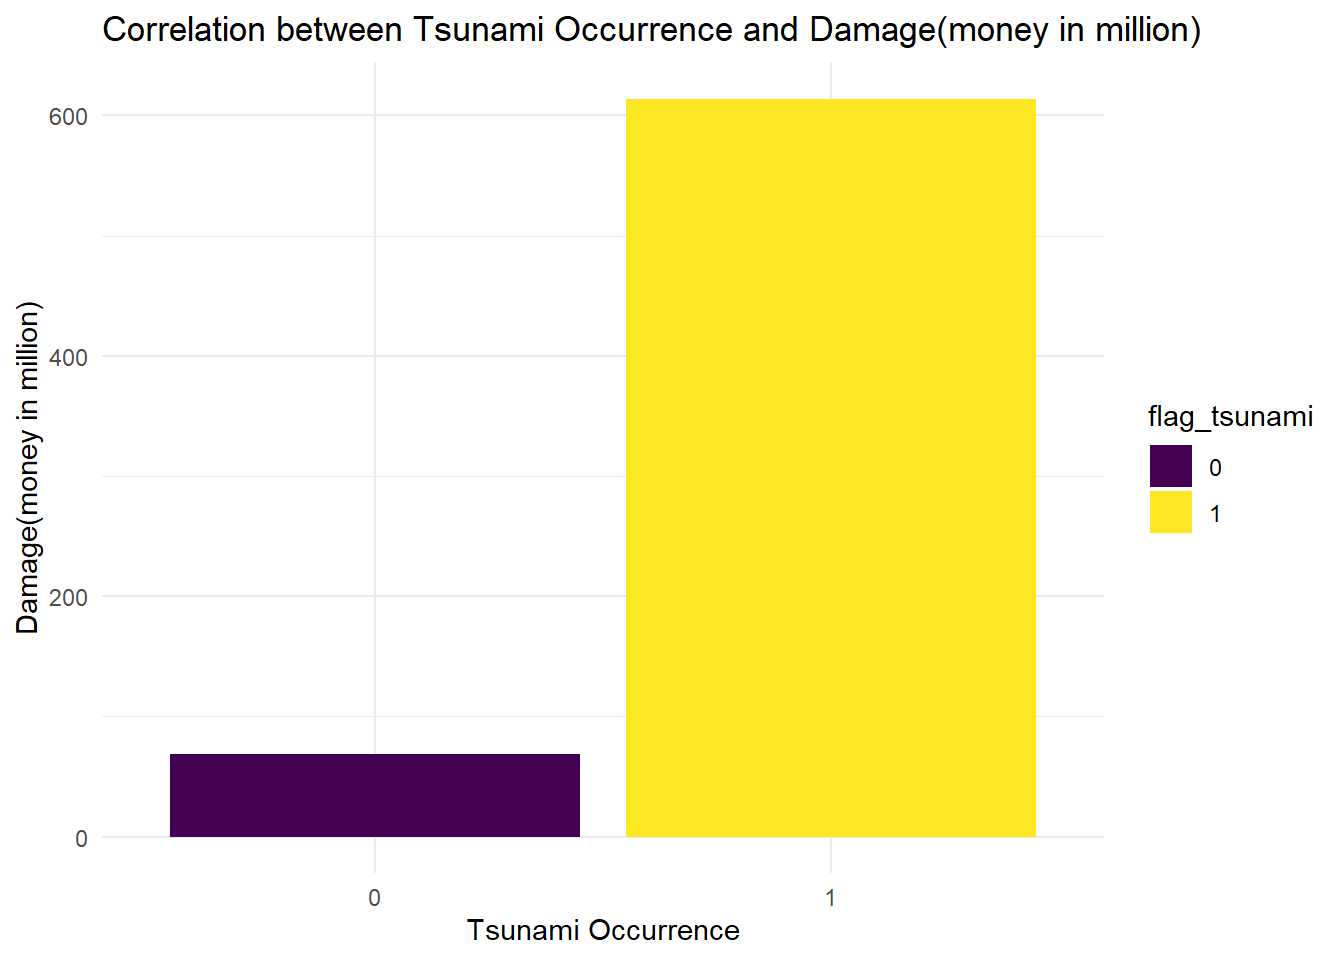 Correlation between Tsunami Occurrence and Damage(money in million)
Damage(money in million)
600
400
200
0
0
1
Tsunami Occurrence
flag_tsunami
0
1